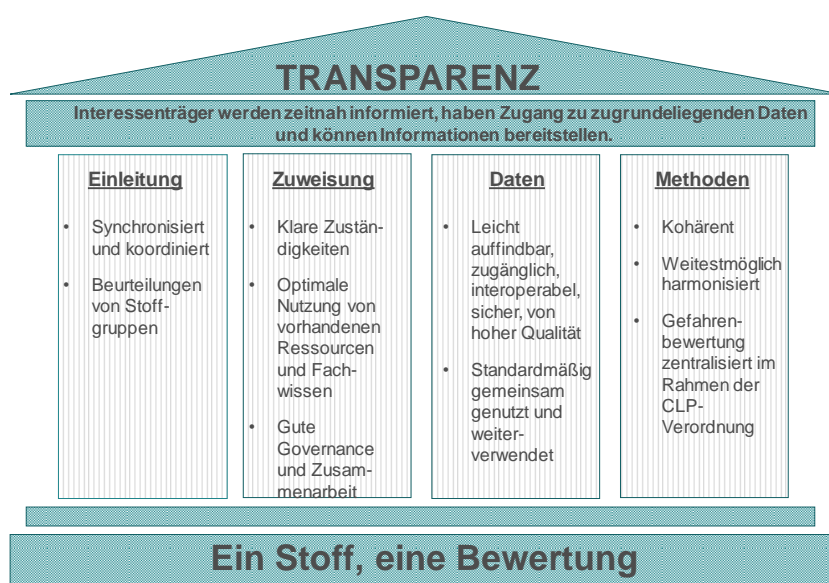 TRANSPARENZ
Interessenträger werden zeitnah informiert, haben Zugang zu zugrundeliegenden Daten
und können Informationen bereitstellen.
Einleitung
• Synchronisiert
und koordiniert
• Beurteilungen
von Stoff-
gruppen
Zuweisung
• Klare Zustän-
digkeiten
• Optimale
Nutzung von
vorhandenen
Ressourcen
und Fach-
wissen
• Gute
Governance
und Zusam-
menarbeit
Daten
• Leicht
auffindbar,
zugänglich,
interoperabel,
sicher, von
hoher Qualität
• Standardmäßig
gemeinsam
genutzt und
weiter-
verwendet
Methoden
• Kohärent
• Weitestmöglich
harmonisiert
• Gefahren-
bewertung
zentralisiert im
Rahmen der
CLP-
Verordnung
Ein Stoff, eine Bewertung